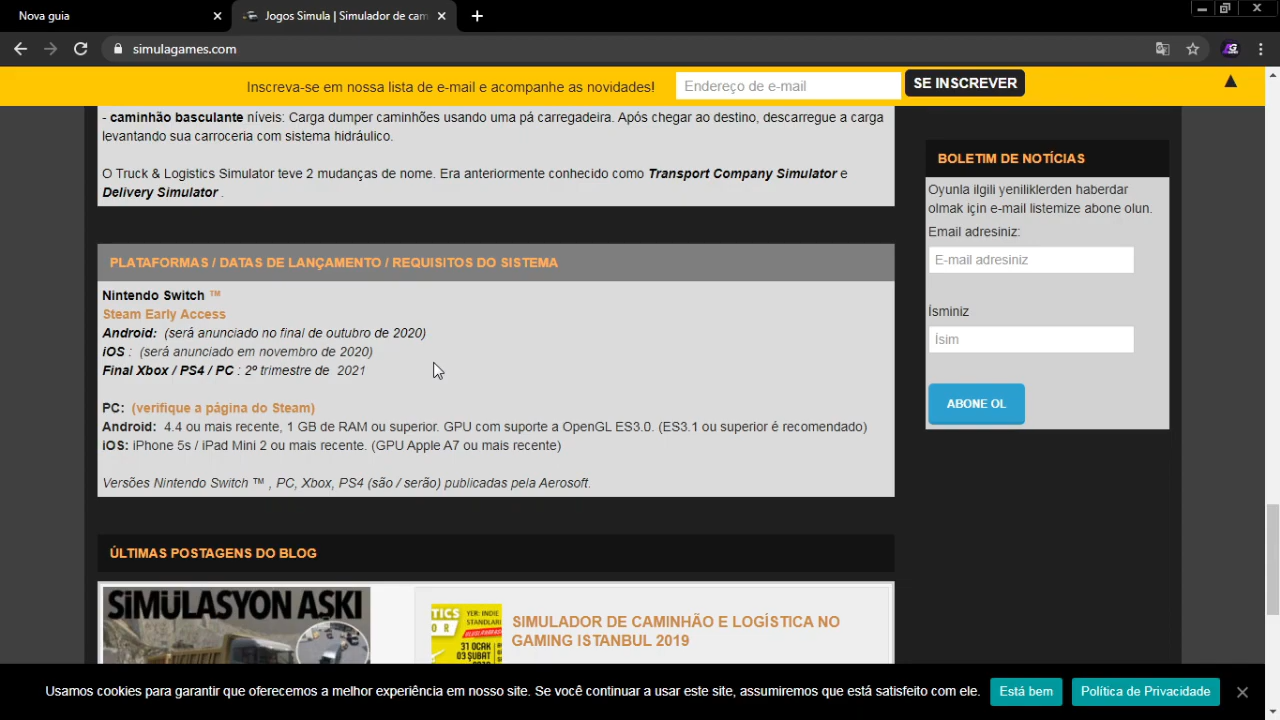 Nova guia
Jogos Simula | Simulador de cam
simulagames.com
Inscreva-se em nossa lista de e-mail e acompanhe as novidades!
Endereço de e-mail
SE INSCREVER
- caminhão basculante níveis: Carga dumper caminhões usando uma pá carregadeira. Após chegar ao destino, descarregue a carga
levantando sua carroceria com sistema hidráulico.
O Truck & Logistics Simulator teve 2 mudanças de nome. Era anteriormente conhecido como Transport Company Simulator e
Delivery Simulator .
PLATAFORMAS / DATAS DE LANÇAMENTO / REQUISITOS DO SISTEMA
Nintendo Switch ™
Steam Early Access
Android: (será anunciado no final de outubro de 2020)
iOS : (será anunciado em novembro de 2020)
Final Xbox / PS4 / PC : 2º trimestre de 2021
PC: (verifique a página do Steam)
Android: 4.4 ou mais recente, 1 GB de RAM ou superior. GPU com suporte a OpenGL ES3.0. (ES3.1 ou superior é recomendado)
iOS: iPhone 5s / iPad Mini 2 ou mais recente. (GPU Apple A7 ou mais recente)
Versões Nintendo Switch ™ , PC, Xbox, PS4 (são / serão) publicadas pela Aerosoft.
ÚLTIMAS POSTAGENS DO BLOG
SİMÜLASYON AŞKI
TICS
OR
YER: INDIE
STANDLARI
31 OCAK
03 ŞUBAT
SIMULADOR DE CAMINHÃO E LOGÍSTICA NO
GAMING ISTANBUL 2019
BOLETIM DE NOTÍCIAS
Oyunla ilgili yeniliklerden haberdar
olmak için e-mail listemize abone olun.
Email adresiniz:
E-mail adresiniz
İsminiz
İsim
ABONE OL
Usamos cookies para garantir que oferecemos a melhor experiência em nosso site. Se você continuar a usar este site, assumiremos que está satisfeito com ele.
Está bem
Política de Privacidade